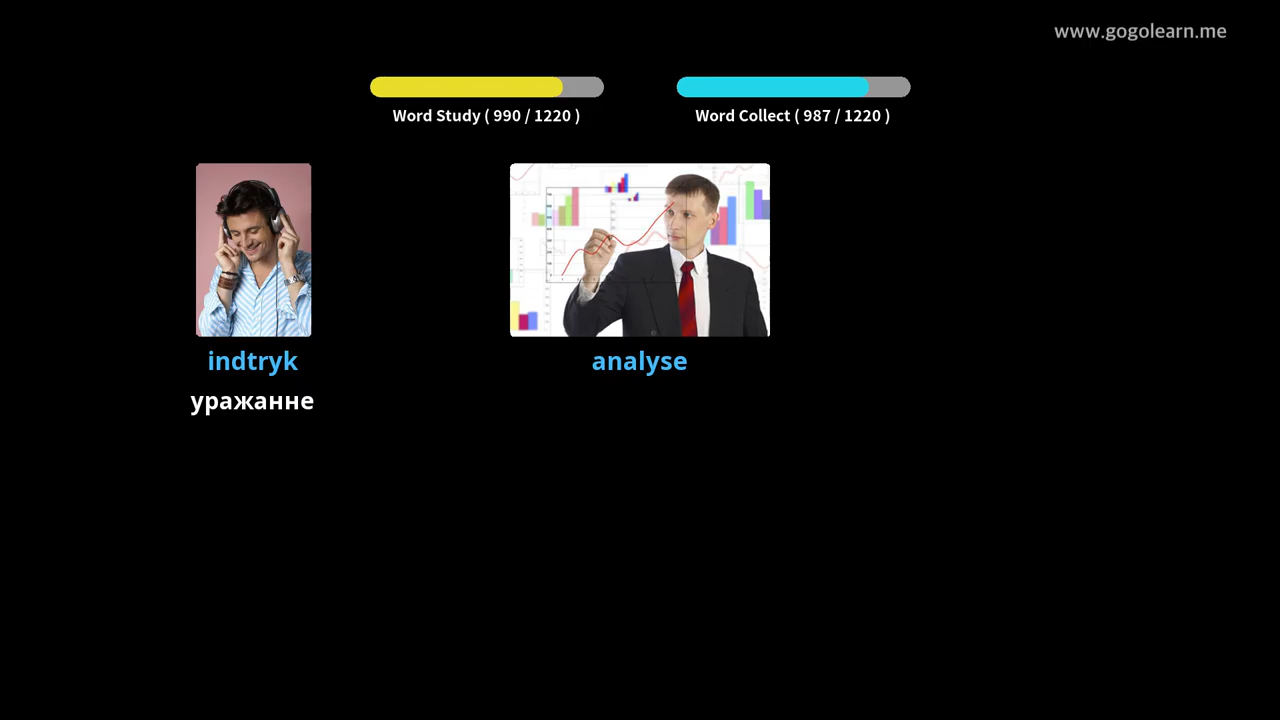 www.gogolearn.me
Word Study ( 990 / 1220 )
Word Collect ( 987 / 1220 )
indtryk
analyse
уражанне